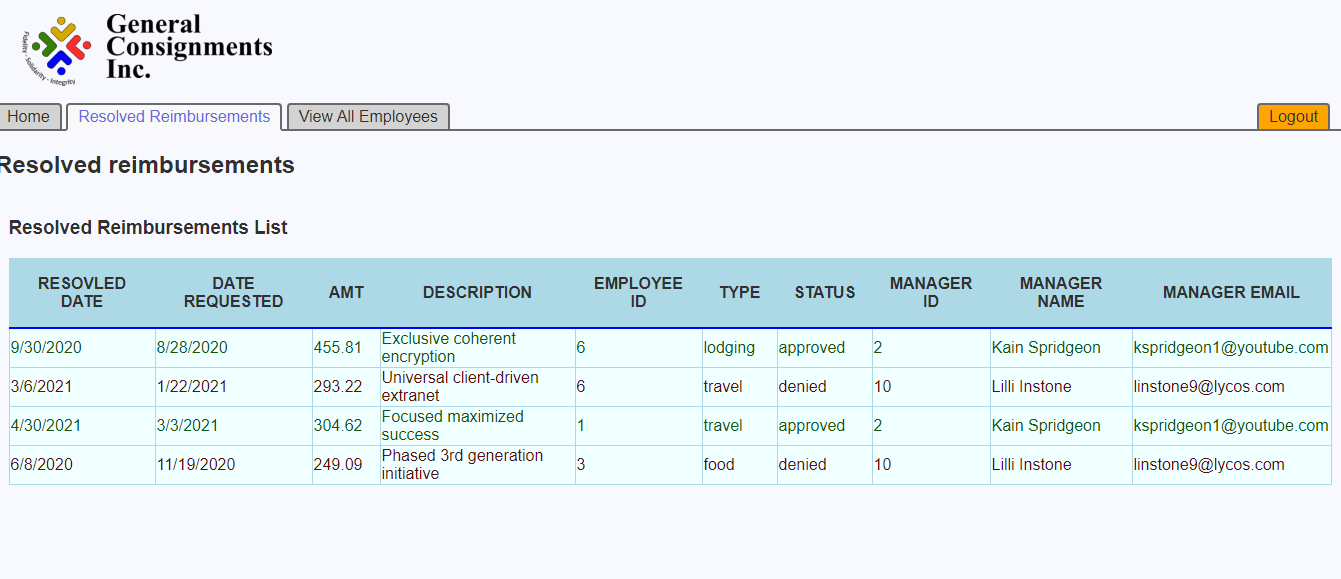 General
Consignments
Inc.
Fidelity - Solidarity - Integrity
Home
Resolved Reimbursements
View All Employees
Logout
Resolved reimbursements
Resolved Reimbursements List
RESOVLED DATE DATE REQUESTED AMT DESCRIPTION EMPLOYEE ID TYPE STATUS MANAGER ID MANAGER NAME MANAGER EMAIL
9/30/2020 8/28/2020 455.81 Exclusive coherent encryption 6 lodging approved 2 Kain Spridgeon kspridgeon1@youtube.com
3/6/2021 1/22/2021 293.22 Universal client-driven extranet 6 travel denied 10 Lilli Instone linstone9@lycos.com
4/30/2021 3/3/2021 304.62 Focused maximized success 1 travel approved 2 Kain Spridgeon kspridgeon1@youtube.com
6/8/2020 11/19/2020 249.09 Phased 3rd generation initiative 3 food denied 10 Lilli Instone linstone9@lycos.com